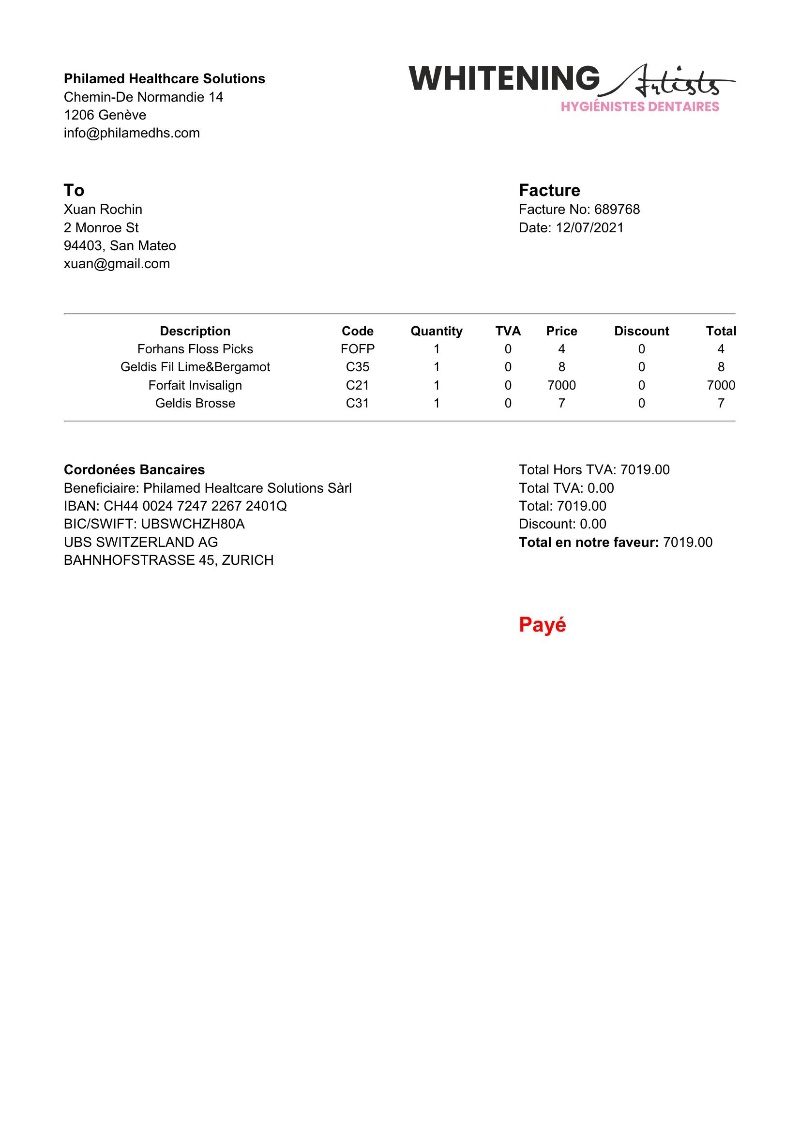 Philamed Healthcare Solutions
Chemin-De Normandie 14
1206 Genève
info@philamedhs.com
WHITENING Artists
HYGIÉNISTES DENTAIRES
To
Xuan Rochin
2 Monroe St
94403, San Mateo
xuan@gmail.com
Facture
Facture No: 689768
Date: 12/07/2021
Description Code Quantity TVA Price Discount Total
Forhans Floss Picks FOFP 1 0 4 0 4
Geldis Fil Lime&Bergamot C35 1 0 8 0 8
Forfait Invisalign C21 1 0 7000 0 7000
Geldis Brosse C31 1 0 7 0 7
Cordonées Bancaires
Beneficiaire: Philamed Healtcare Solutions Sàrl
IBAN: CH44 0024 7247 2267 2401Q
BIC/SWIFT: UBSWCHZH80A
UBS SWITZERLAND AG
BAHNHOFSTRASSE 45, ZURICH
Total Hors TVA: 7019.00
Total TVA: 0.00
Total: 7019.00
Discount: 0.00
Total en notre faveur: 7019.00
Payé